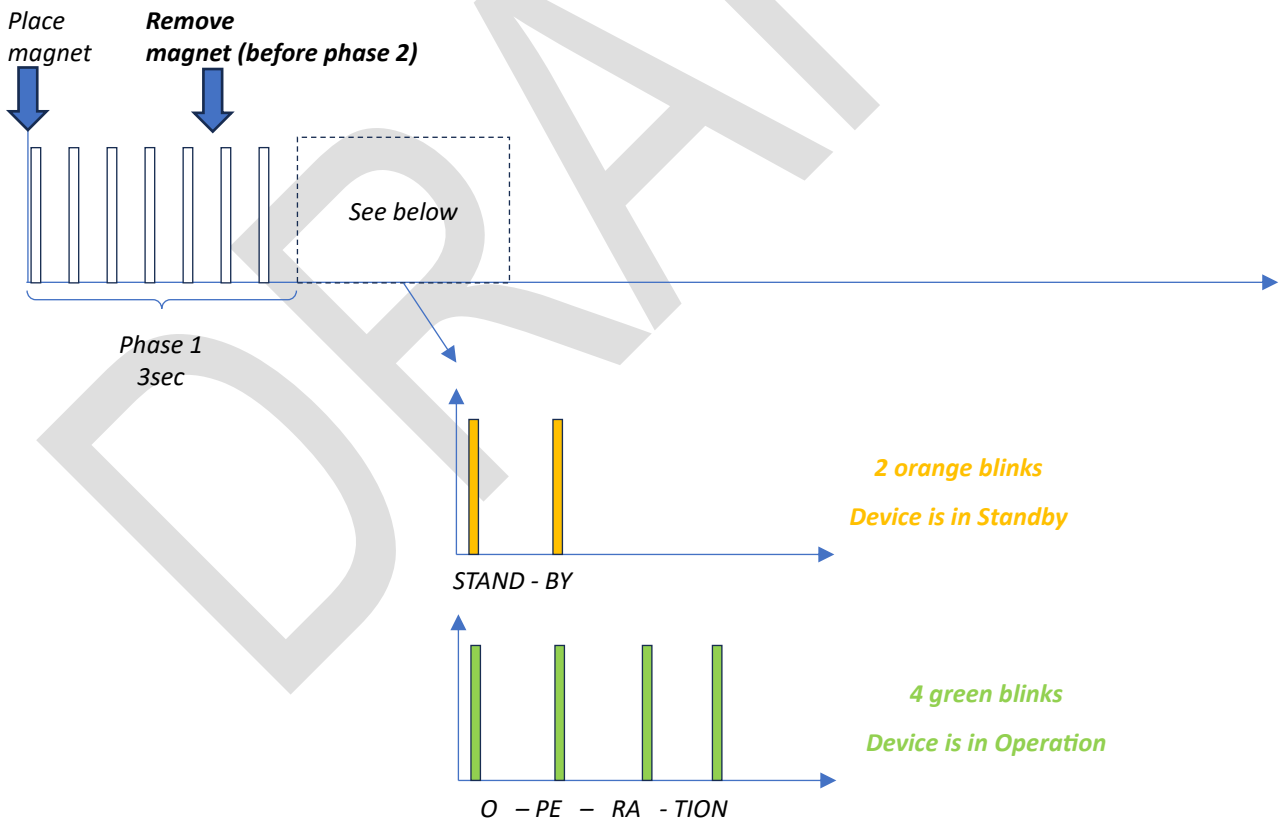 Place
magnet
Remove
magnet (before phase 2)
See below
Phase 1
3sec
2 orange blinks
Device is in Standby
STAND - BY
4 green blinks
Device is in Operation
O – PE – RA - TION
DRAF